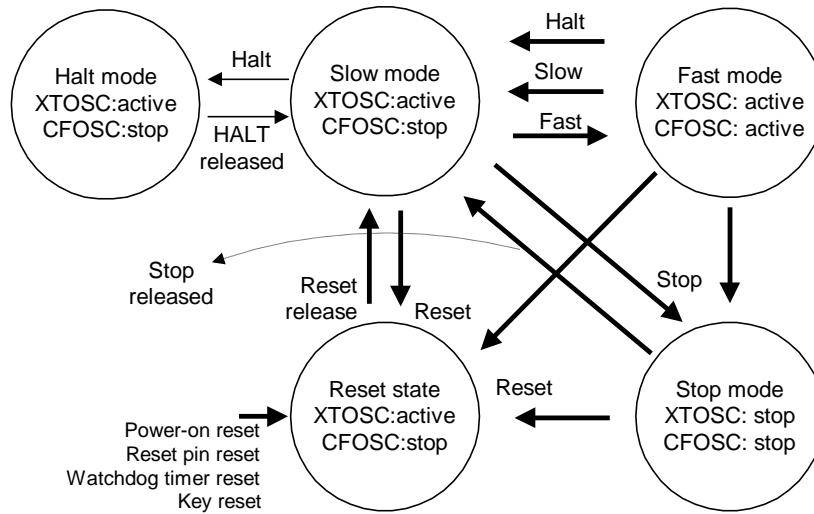 Halt mode
XTOSC:active
CFOSC:stop
Halt
HALT
released
Slow mode
XTOSC:active
CFOSC:stop
Halt
Slow
Fast
Fast mode
XTOSC: active
CFOSC: active
Stop
released
Reset
release
Reset
Stop
Reset state
XTOSC:active
CFOSC:stop
Reset
Stop mode
XTOSC: stop
CFOSC: stop
Power-on reset
Reset pin reset
Watchdog timer reset
Key reset